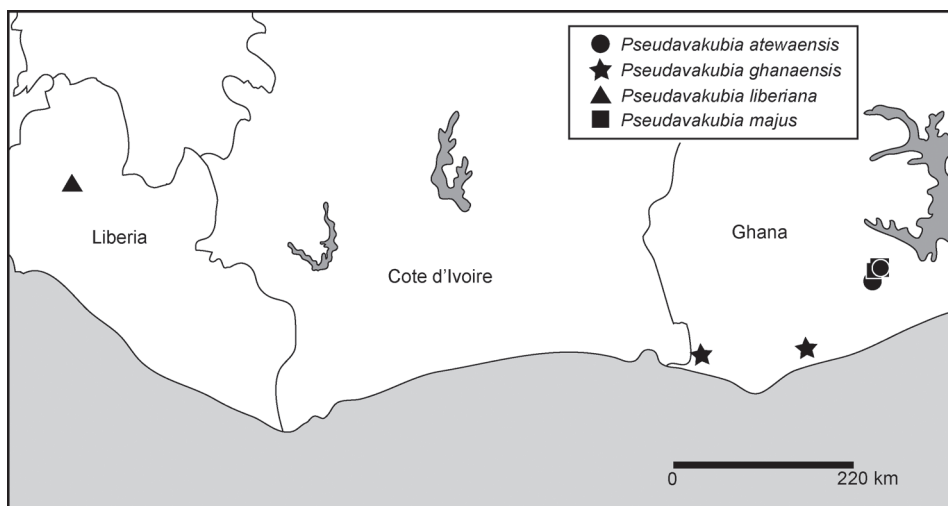 Pseudavakubia atewaensis
Pseudavakubia ghanaensis
Pseudavakubia liberiana
Pseudavakubia majus
Liberia
Cote d'Ivoire
Ghana
0 220 km